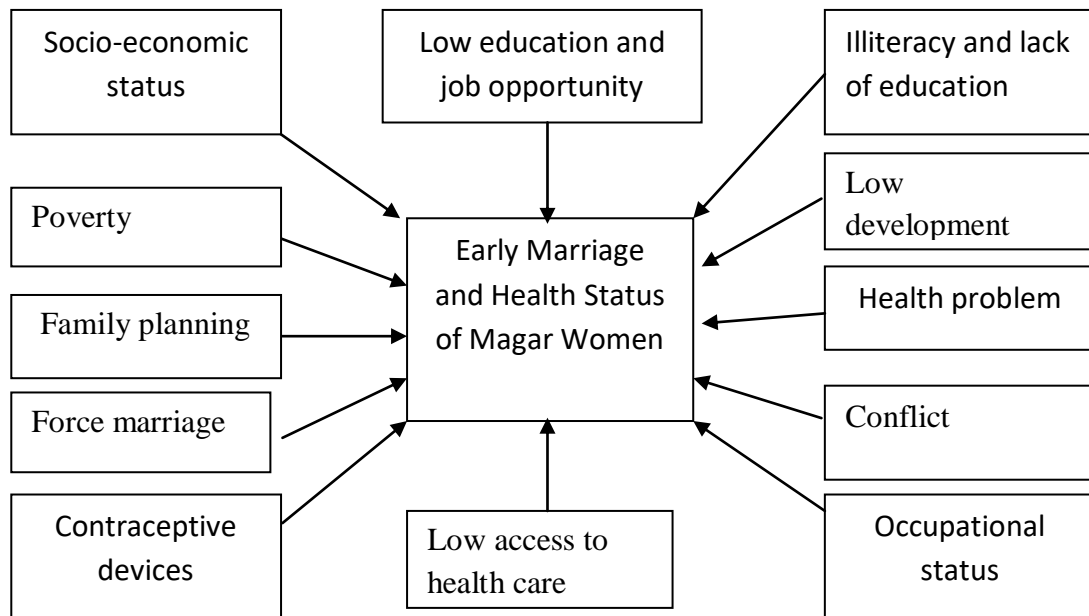 Socio-economic
status
Low education and
job opportunity
Illiteracy and lack
of education
Poverty
Low
development
Early Marriage
and Health Status
of Magar Women
Family planning
Health problem
Force marriage
Conflict
Contraceptive
devices
Low access to
health care
Occupational
status